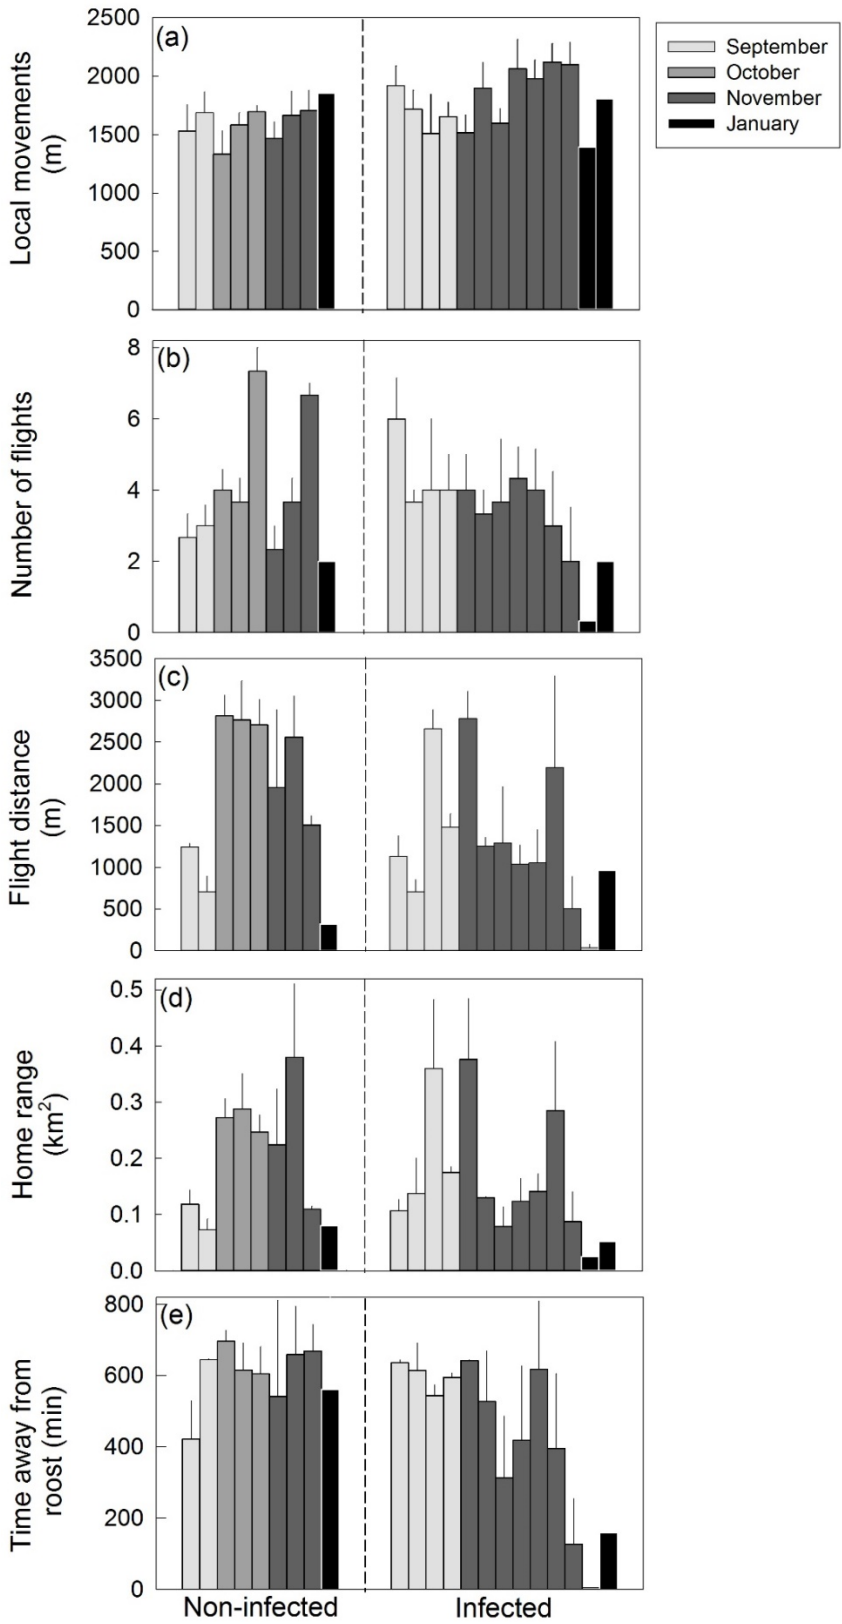 (a)
Local movements
(m)
2500
2000
1500
1000
500
0
September
October
November
January
(b)
Number of flights
8
6
4
2
0
(c)
Flight distance
(m)
3500
3000
2500
2000
1500
1000
500
0
(d)
Home range
(km²)
0.5
0.4
0.3
0.2
0.1
0.0
(e)
Time away from
roost (min)
800
600
400
200
0
Non-infected
Infected